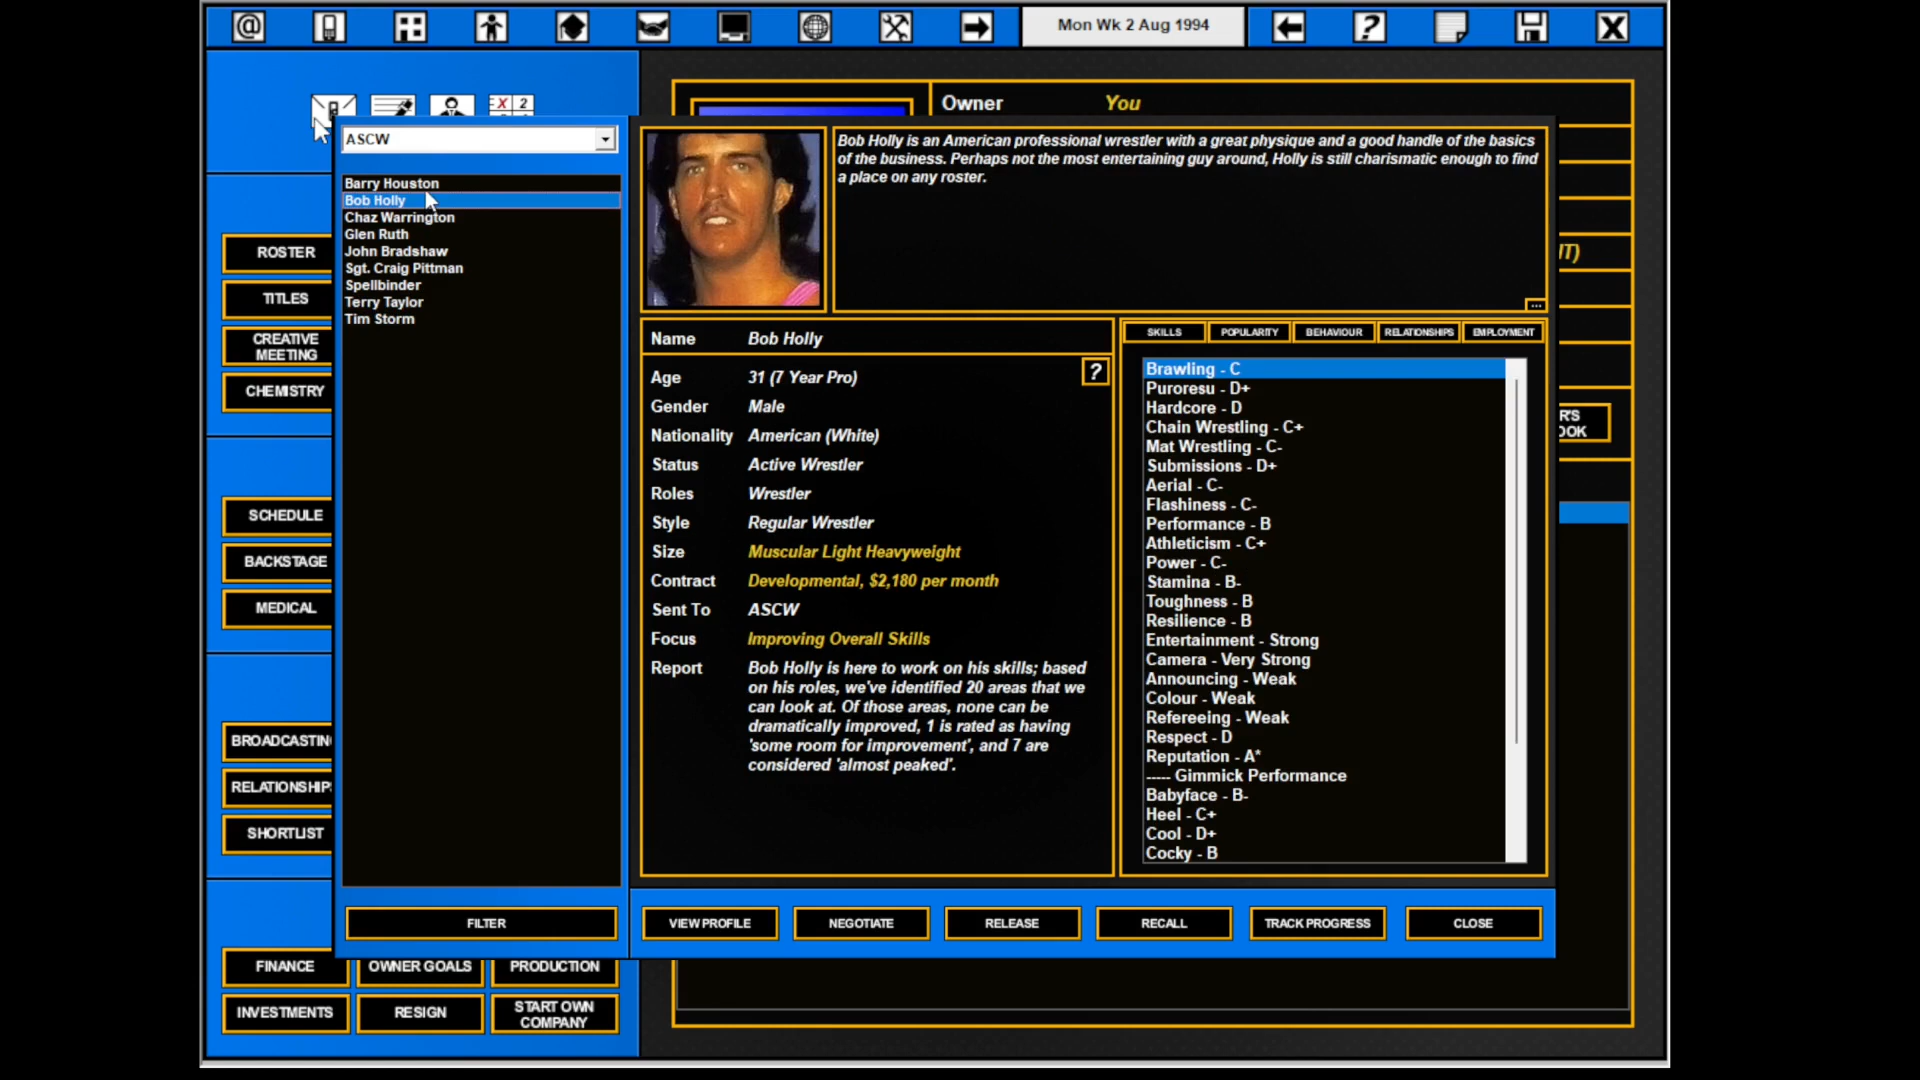 Mon Wk 2 Aug 1994
X 2
Owner You
ASCW
Barry Houston
Bob Holly
Chaz Warrington
Glen Ruth
John Bradshaw
Sgt. Craig Pittman
Spellbinder
Terry Taylor
Tim Storm
FILTER
ROSTER
TITLES
CREATIVE
MEETING
CHEMISTRY
SCHEDULE
BACKSTAGE
MEDICAL
BROADCASTIN
RELATIONSHIP
SHORTLIST
FINANCE
OWNER GOALS
PRODUCTION
INVESTMENTS
RESIGN
START OWN
COMPANY
Bob Holly is an American professional wrestler with a great physique and a good handle of the basics
of the business. Perhaps not the most entertaining guy around, Holly is still charismatic enough to find
a place on any roster.
...
Name Bob Holly
?
Age 31 (7 Year Pro)
Gender Male
Nationality American (White)
Status Active Wrestler
Roles Wrestler
Style Regular Wrestler
Size Muscular Light Heavyweight
Contract Developmental, $2,180 per month
Sent To ASCW
Focus Improving Overall Skills
Report Bob Holly is here to work on his skills; based
on his roles, we've identified 20 areas that we
can look at. Of those areas, none can be
dramatically improved, 1 is rated as having
'some room for improvement', and 7 are
considered 'almost peaked'.
SKILLS
POPULARITY
BEHAVIOUR
RELATIONSHIPS
EMPLOYMENT
Brawling - C
Puroresu - D+
Hardcore - D
Chain Wrestling - C+
Mat Wrestling - C-
Submissions - D+
Aerial - C-
Flashiness - C-
Performance - B
Athleticism - C+
Power - C-
Stamina - B-
Toughness - B
Resilience - B
Entertainment - Strong
Camera - Very Strong
Announcing - Weak
Colour - Weak
Refereeing - Weak
Respect - D
Reputation - A*
----- Gimmick Performance
Babyface - B-
Heel - C+
Cool - D+
Cocky - B
IT)
R'S
OOK
VIEW PROFILE
NEGOTIATE
RELEASE
RECALL
TRACK PROGRESS
CLOSE